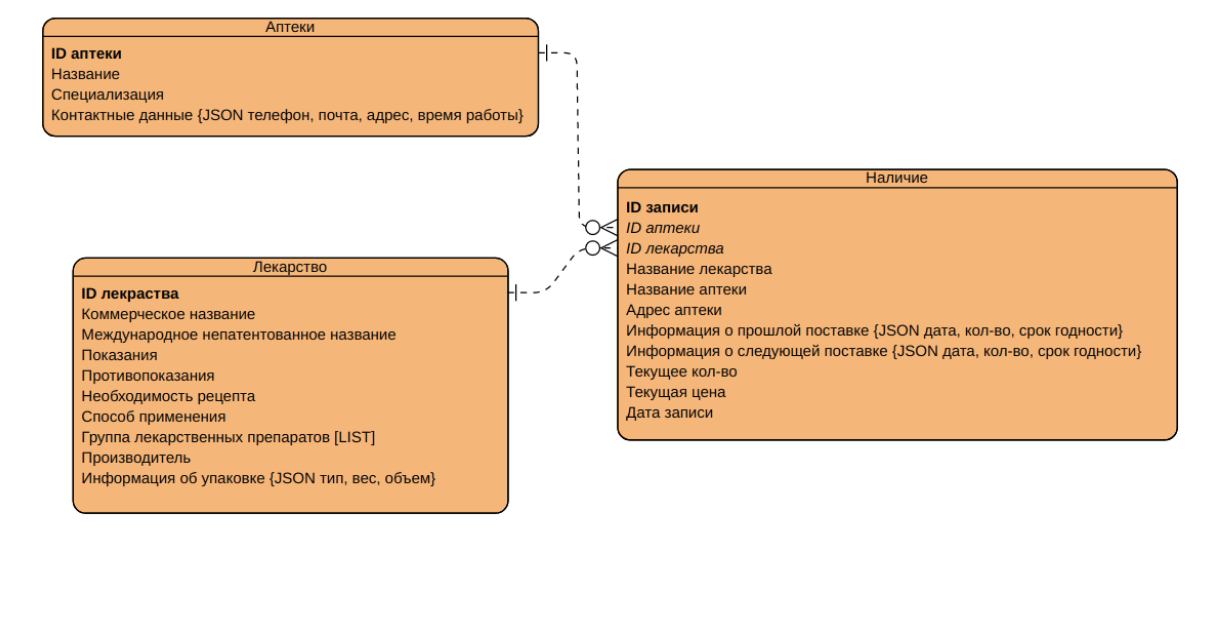 Аптеки
ID аптеки
Название
Специализация
Контактные данные {JSON телефон, почта, адрес, время работы}
Наличие
ID записи
ID аптеки
ID лекарства
Название лекарства
Название аптеки
Адрес аптеки
Информация о прошлой поставке {JSON дата, кол-во, срок годности}
Информация о следующей поставке {JSON дата, кол-во, срок годности}
Текущее кол-во
Текущая цена
Дата записи
Лекарство
ID лекраства
Коммерческое название
Международное непатентованное название
Показания
Противопоказания
Необходимость рецепта
Способ применения
Группа лекарственных препаратов [LIST]
Производитель
Информация об упаковке {JSON тип, вес, объем}